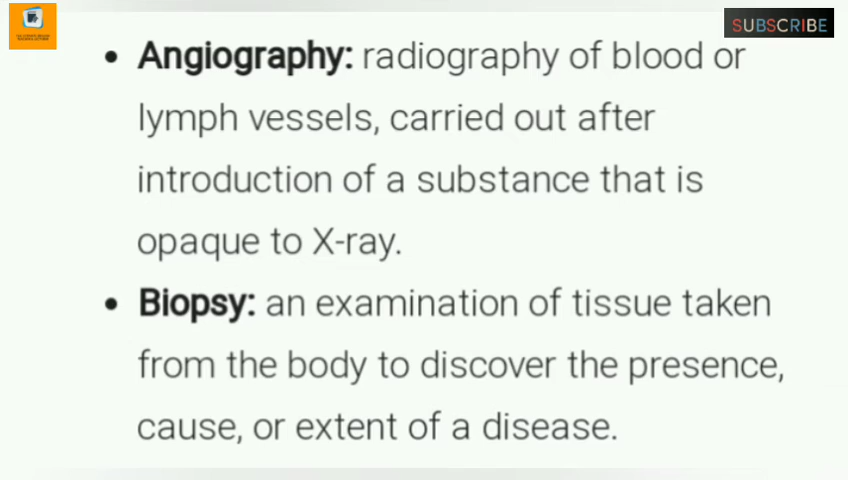 SUBSCRIBE
• Angiography: radiography of blood or
lymph vessels, carried out after
introduction of a substance that is
opaque to X-ray.
• Biopsy: an examination of tissue taken
from the body to discover the presence,
cause, or extent of a disease.